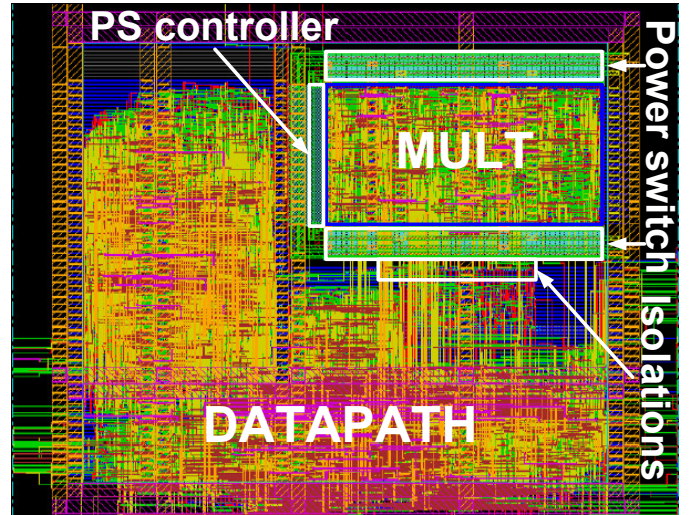 PS controller
Power switch
MULT
Isolations
DATAPATH